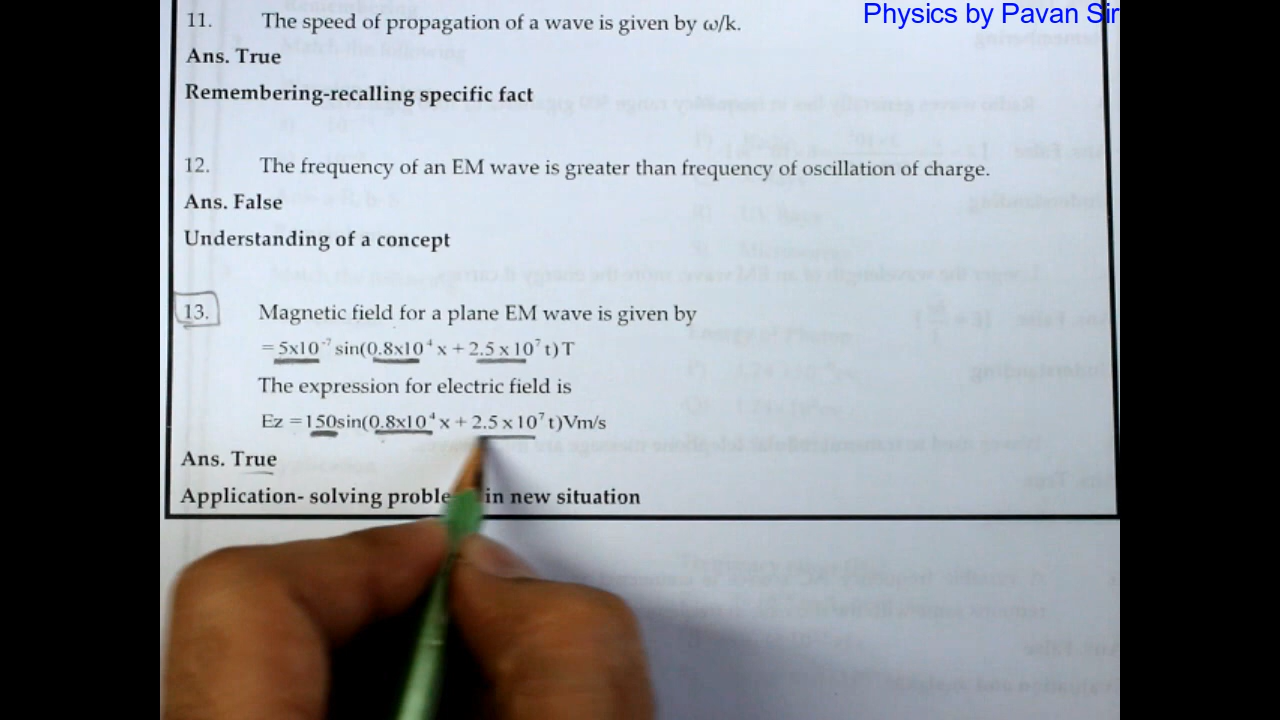 Physics by Pavan Sir
11. The speed of propagation of a wave is given by ω/k.
Ans. True
Remembering-recalling specific fact
12. The frequency of an EM wave is greater than frequency of oscillation of charge.
Ans. False
Understanding of a concept
13. Magnetic field for a plane EM wave is given by
= 5x10⁻⁷ sin(0.8x10⁴ x + 2.5 x 10⁷ t) T
The expression for electric field is
Ez = 150sin(0.8x10⁴ x + 2.5 x 10⁷ t)Vm/s
Ans. True
Application- solving proble in new situation